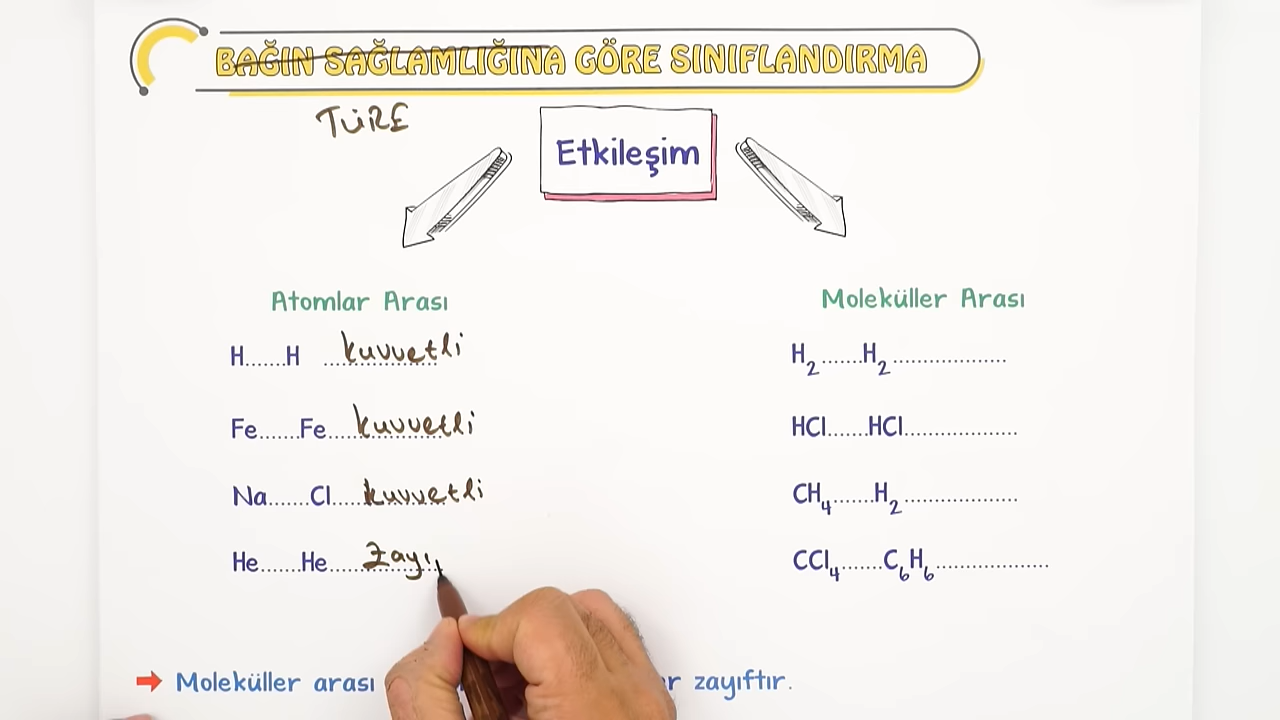 BAĞIN SAĞLAMLIĞINA GÖRE SINIFLANDIRMA
TÜRE
Etkileşim
Atomlar Arası
H......H ............ kuvvetli
Fe......Fe............ kuvvetli
Na......Cl............ kuvvetli
He......He............ zayı
Moleküller Arası
H₂......H₂..................
HCl......HCl..................
CH₄......H₂..................
CCl₄......C₆H₆..................
➡ Moleküller arası zayıftır.